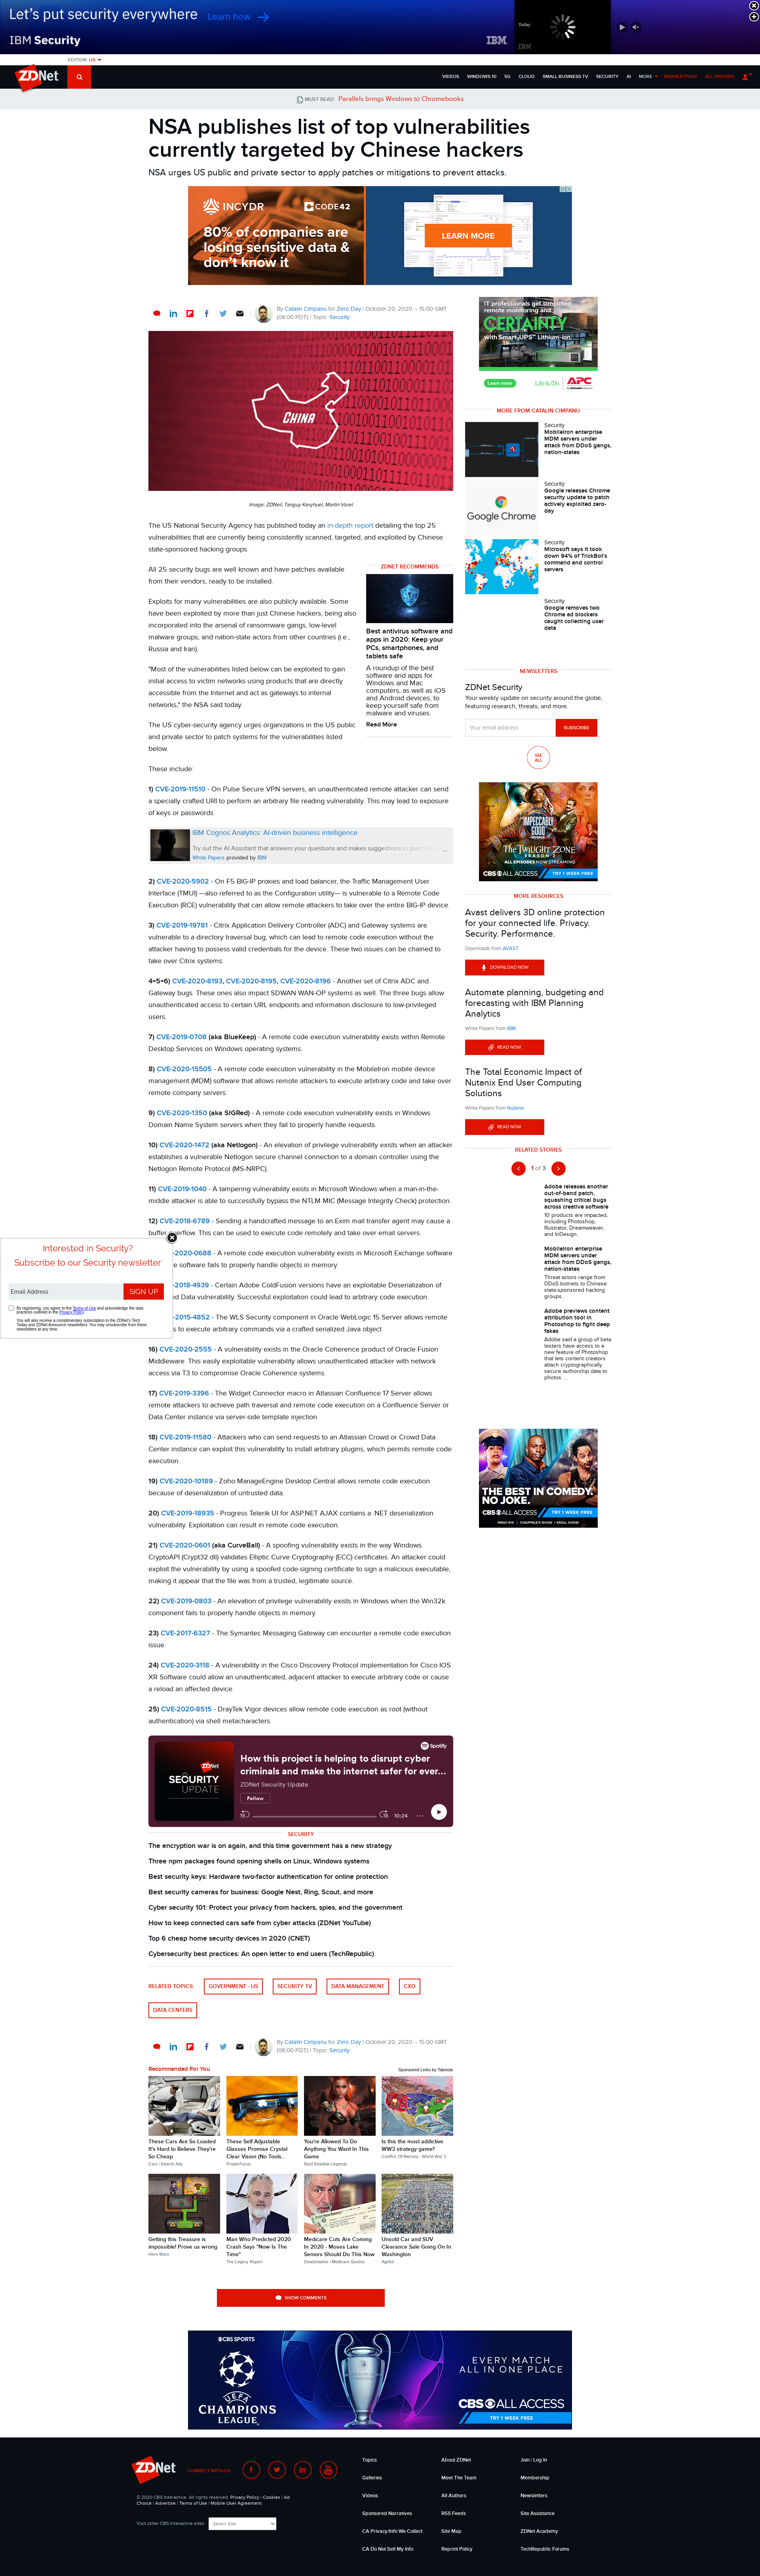 Let's put security everywhere
Learn how
IBM Security
Today
IBM
IBM
EDITION: US
ZDNet
VIDEOS
WINDOWS 10
5G
CLOUD
SMALL BUSINESS TV
SECURITY
AI
MORE
NEWSLETTERS
ALL WRITERS
MUST READ: Parallels brings Windows to Chromebooks
NSA publishes list of top vulnerabilities
currently targeted by Chinese hackers
NSA urges US public and private sector to apply patches or mitigations to prevent attacks.
INCYDR
CODE42
80% of companies are
losing sensitive data &
don't know it
LEARN MORE
By Catalin Cimpanu for Zero Day | October 20, 2020 -- 15:00 GMT
(08:00 PDT) | Topic: Security
CHINA
Image: ZDNet, Tanguy Keryhuel, Martin Vorel
The US National Security Agency has published today an in-depth report detailing the top 25
vulnerabilities that are currently being consistently scanned, targeted, and exploited by Chinese
state-sponsored hacking groups.
All 25 security bugs are well known and have patches available
from their vendors, ready to be installed.
Exploits for many vulnerabilities are also publicly available. Some
have been exploited by more than just Chinese hackers, being also
incorporated into the arsenal of ransomware gangs, low-level
malware groups, and nation-state actors from other countries (i.e.,
Russia and Iran).
"Most of the vulnerabilities listed below can be exploited to gain
initial access to victim networks using products that are directly
accessible from the Internet and act as gateways to internal
networks," the NSA said today.
The US cyber-security agency urges organizations in the US public
and private sector to patch systems for the vulnerabilities listed
below.
These include:
ZDNET RECOMMENDS
Best antivirus software and
apps in 2020: Keep your
PCs, smartphones, and
tablets safe
A roundup of the best
software and apps for
Windows and Mac
computers, as well as iOS
and Android devices, to
keep yourself safe from
malware and viruses.
Read More
1) CVE-2019-11510 - On Pulse Secure VPN servers, an unauthenticated remote attacker can send
a specially crafted URI to perform an arbitrary file reading vulnerability. This may lead to exposure
of keys or passwords
IBM Cognos Analytics: AI-driven business intelligence
Try out the AI Assistant that answers your questions and makes suggestions in plain
White Papers provided by IBM
2) CVE-2020-5902 - On F5 BIG-IP proxies and load balancer, the Traffic Management User
Interface (TMUI) —also referred to as the Configuration utility— is vulnerable to a Remote Code
Execution (RCE) vulnerability that can allow remote attackers to take over the entire BIG-IP device.
3) CVE-2019-19781 - Citrix Application Delivery Controller (ADC) and Gateway systems are
vulnerable to a directory traversal bug, which can lead to remote code execution without the
attacker having to possess valid credentials for the device. These two issues can be chained to
take over Citrix systems.
4+5+6) CVE-2020-8193, CVE-2020-8195, CVE-2020-8196 - Another set of Citrix ADC and
Gateway bugs. These ones also impact SDWAN WAN-OP systems as well. The three bugs allow
unauthenticated access to certain URL endpoints and information disclosure to low-privileged
users.
7) CVE-2019-0708 (aka BlueKeep) - A remote code execution vulnerability exists within Remote
Desktop Services on Windows operating systems.
8) CVE-2020-15505 - A remote code execution vulnerability in the MobileIron mobile device
management (MDM) software that allows remote attackers to execute arbitrary code and take over
remote company servers.
9) CVE-2020-1350 (aka SIGRed) - A remote code execution vulnerability exists in Windows
Domain Name System servers when they fail to properly handle requests.
10) CVE-2020-1472 (aka Netlogon) - An elevation of privilege vulnerability exists when an attacker
establishes a vulnerable Netlogon secure channel connection to a domain controller using the
Netlogon Remote Protocol (MS-NRPC).
11) CVE-2019-1040 - A tampering vulnerability exists in Microsoft Windows when a man-in-the-
middle attacker is able to successfully bypass the NTLM MIC (Message Integrity Check) protection.
12) CVE-2018-6789 - Sending a handcrafted message to an Exim mail transfer agent may cause a
buffer overflow. This can be used to execute code remotely and take over email servers.
-2020-0688 - A remote code execution vulnerability exists in Microsoft Exchange software
software fails to properly handle objects in memory.
-2018-4939 - Certain Adobe ColdFusion versions have an exploitable Deserialization of
Data vulnerability. Successful exploitation could lead to arbitrary code execution.
-2015-4852 - The WLS Security component in Oracle WebLogic 15 Server allows remote
to execute arbitrary commands via a crafted serialized Java object
16) CVE-2020-2555 - A vulnerability exists in the Oracle Coherence product of Oracle Fusion
Middleware. This easily exploitable vulnerability allows unauthenticated attacker with network
access via T3 to compromise Oracle Coherence systems.
17) CVE-2019-3396 - The Widget Connector macro in Atlassian Confluence 17 Server allows
remote attackers to achieve path traversal and remote code execution on a Confluence Server or
Data Center instance via server-side template injection.
18) CVE-2019-11580 - Attackers who can send requests to an Atlassian Crowd or Crowd Data
Center instance can exploit this vulnerability to install arbitrary plugins, which permits remote code
execution.
19) CVE-2020-10189 - Zoho ManageEngine Desktop Central allows remote code execution
because of deserialization of untrusted data.
20) CVE-2019-18935 - Progress Telerik UI for ASP.NET AJAX contains a .NET deserialization
vulnerability. Exploitation can result in remote code execution.
21) CVE-2020-0601 (aka CurveBall) - A spoofing vulnerability exists in the way Windows
CryptoAPI (Crypt32.dll) validates Elliptic Curve Cryptography (ECC) certificates. An attacker could
exploit the vulnerability by using a spoofed code-signing certificate to sign a malicious executable,
making it appear that the file was from a trusted, legitimate source.
22) CVE-2019-0803 - An elevation of privilege vulnerability exists in Windows when the Win32k
component fails to properly handle objects in memory.
23) CVE-2017-6327 - The Symantec Messaging Gateway can encounter a remote code execution
issue.
24) CVE-2020-3118 - A vulnerability in the Cisco Discovery Protocol implementation for Cisco IOS
XR Software could allow an unauthenticated, adjacent attacker to execute arbitrary code or cause
a reload an affected device.
25) CVE-2020-8515 - DrayTek Vigor devices allow remote code execution as root (without
authentication) via shell metacharacters.
Interested in Security?
Subscribe to our Security newsletter
Email Address
SIGN UP
By registering, you agree to the Terms of Use and acknowledge the data
practices outlined in the Privacy Policy.
You will also receive a complimentary subscription to the ZDNet's Tech
Today and ZDNet Announce newsletters. You may unsubscribe from these
newsletters at any time.
ZDNet
SECURITY
UPDATE
Spotify
How this project is helping to disrupt cyber
criminals and make the internet safer for ever...
ZDNet Security Update
Follow
15
15
10:24
SECURITY
The encryption war is on again, and this time government has a new strategy
Three npm packages found opening shells on Linux, Windows systems
Best security keys: Hardware two-factor authentication for online protection
Best security cameras for business: Google Nest, Ring, Scout, and more
Cyber security 101: Protect your privacy from hackers, spies, and the government
How to keep connected cars safe from cyber attacks (ZDNet YouTube)
Top 6 cheap home security devices in 2020 (CNET)
Cybersecurity best practices: An open letter to end users (TechRepublic)
RELATED TOPICS:
GOVERNMENT - US
SECURITY TV
DATA MANAGEMENT
CXO
DATA CENTERS
By Catalin Cimpanu for Zero Day | October 20, 2020 -- 15:00 GMT
(08:00 PDT) | Topic: Security
Recommended For You
Sponsored Links by Taboola
These Cars Are So Loaded
It's Hard to Believe They're
So Cheap
Cars | Search Ads
These Self Adjustable
Glasses Promise Crystal
Clear Vision (No Tools...
ProperFocus
You're Allowed To Do
Anything You Want In This
Game
Raid Shadow Legends
Is this the most addictive
WW3 strategy game?
Conflict Of Nations : World War 3
Getting this Treasure is
impossible! Prove us wrong
Hero Wars
Man Who Predicted 2020
Crash Says "Now Is The
Time"
The Legacy Report
Medicare Cuts Are Coming
In 2020 - Moses Lake
Seniors Should Do This Now
Dealzmaster | Medicare Quotes
Unsold Car and SUV
Clearance Sale Going On In
Washington
Ageful
SHOW COMMENTS
IT professionals get simplified
remote monitoring and...
CERTAINTY
with Smart-UPS™ Lithium-ion.
Learn more
Life Is On
APC
MORE FROM CATALIN CIMPANU
Security
MobileIron enterprise
MDM servers under
attack from DDoS gangs,
nation-states
Google Chrome
Security
Google releases Chrome
security update to patch
actively exploited zero-
day
Security
Microsoft says it took
down 94% of TrickBot's
command and control
servers
Security
Google removes two
Chrome ad blockers
caught collecting user
data
NEWSLETTERS
ZDNet Security
Your weekly update on security around the globe,
featuring research, threats, and more.
Your email address
SUBSCRIBE
SEE
ALL
IMPECCABLY
GOOD
THE TWILIGHT ZONE
SEASON 2
ALL EPISODES NOW STREAMING
CBS ALL ACCESS
TRY 1 WEEK FREE
MORE RESOURCES
Avast delivers 3D online protection
for your connected life. Privacy.
Security. Performance.
Downloads from AVAST
DOWNLOAD NOW
Automate planning, budgeting and
forecasting with IBM Planning
Analytics
White Papers from IBM
READ NOW
The Total Economic Impact of
Nutanix End User Computing
Solutions
White Papers from Nutanix
READ NOW
RELATED STORIES
1 of 3
Adobe releases another
out-of-band patch,
squashing critical bugs
across creative software
10 products are impacted,
including Photoshop,
Illustrator, Dreamweaver,
and InDesign.
MobileIron enterprise
MDM servers under
attack from DDoS gangs,
nation-states
Threat actors range from
DDoS botnets to Chinese
state-sponsored hacking
groups.
Adobe previews content
attribution tool in
Photoshop to fight deep
fakes
Adobe said a group of beta
testers have access to a
new feature of Photoshop
that lets content creators
attach cryptographically
secure authorship data to
photos. ...
THE BEST IN COMEDY.
NO JOKE.
CBS ALL ACCESS
TRY 1 WEEK FREE
RENO 911! | CHAPPELLE'S SHOW | KROLL SHOW
CBS SPORTS
UEFA
CHAMPIONS
LEAGUE
EVERY MATCH
ALL IN ONE PLACE
CBS ALL ACCESS
TRY 1 WEEK FREE
ZDNet
CONNECT WITH US
© 2020 CBS Interactive. All rights reserved. Privacy Policy | Cookies | Ad
Choice | Advertise | Terms of Use | Mobile User Agreement
Visit other CBS Interactive sites:
Select Site
Topics
Galleries
Videos
Sponsored Narratives
CA Privacy/Info We Collect
CA Do Not Sell My Info
About ZDNet
Meet The Team
All Authors
RSS Feeds
Site Map
Reprint Policy
Join | Log In
Membership
Newsletters
Site Assistance
ZDNet Academy
TechRepublic Forums